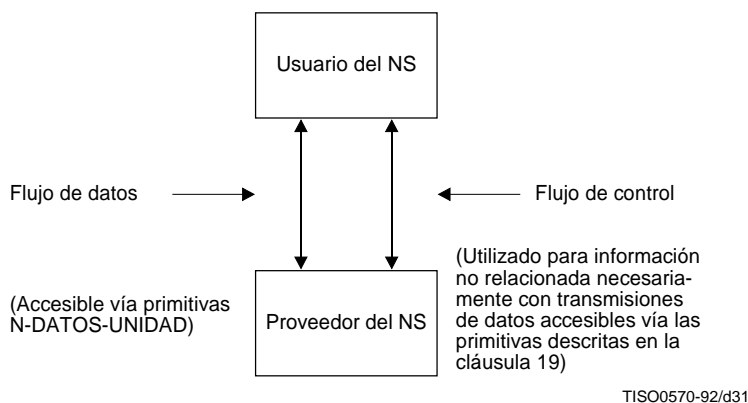 Usuario del NS
Flujo de datos
Flujo de control
(Accesible vía primitivas
N-DATOS-UNIDAD)
Proveedor del NS
(Utilizado para información
no relacionada necesaria-
mente con transmisiones
de datos accesibles vía las
primitivas descritas en la
cláusula 19)
TISO0570-92/d31